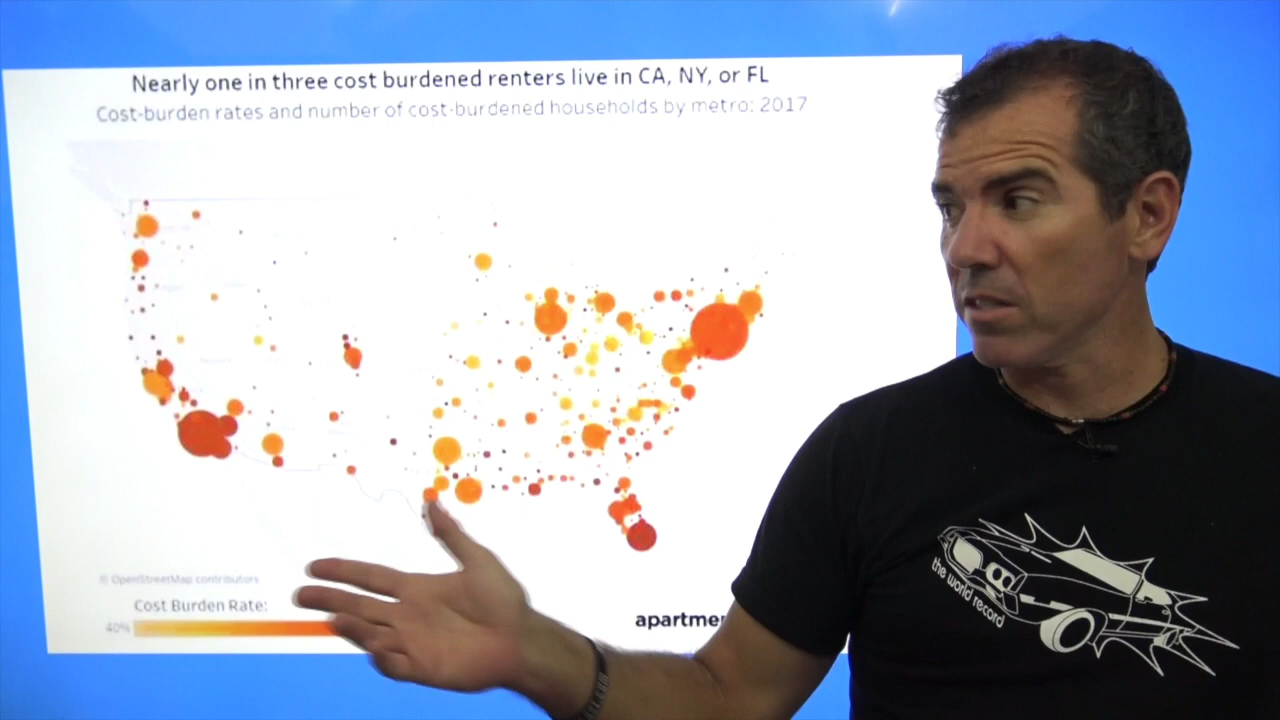 Nearly one in three cost burdened renters live in CA, NY, or FL
Cost-burden rates and number of cost-burdened households by metro: 2017
© OpenStreetMap contributors
Cost Burden Rate:
40%
apartmen
the world record